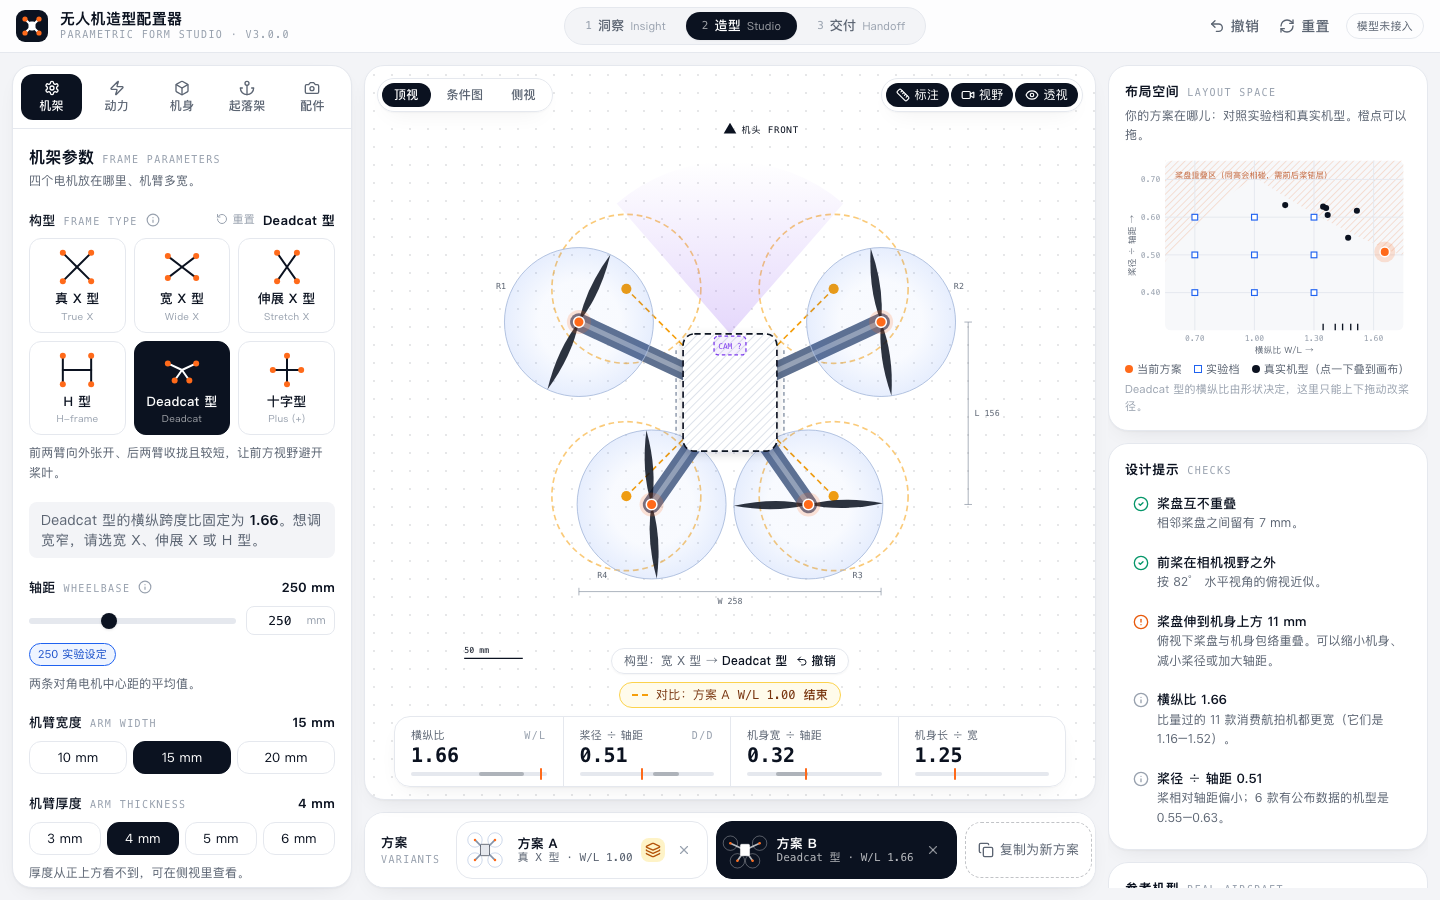 无人机造型配置器
PARAMETRIC FORM STUDIO · V3.0.0
1 洞察 Insight
2 造型 Studio
3 交付 Handoff
撤销
重置
模型未接入
机架
动力
机身
起落架
配件
机架参数 FRAME PARAMETERS
四个电机放在哪里、机臂多宽。
构型 FRAME TYPE
重置 Deadcat 型
真 X 型
True X
宽 X 型
Wide X
伸展 X 型
Stretch X
H 型
H-frame
Deadcat 型
Deadcat
十字型
Plus (+)
前两臂向外张开、后两臂收拢且较短，让前方视野避开
桨叶。
Deadcat 型的横纵跨度比固定为 1.66。想调
宽窄，请选宽 X、伸展 X 或 H 型。
轴距 WHEELBASE
250 mm
250 mm
250 实验设定
两条对角电机中心距的平均值。
机臂宽度 ARM WIDTH
15 mm
10 mm
15 mm
20 mm
机臂厚度 ARM THICKNESS
4 mm
3 mm
4 mm
5 mm
6 mm
厚度从正上方看不到，可在侧视里查看。
顶视
条件图
侧视
标注
视野
透视
▲ 机头 FRONT
R1
R2
CAM ?
L 156
R4
R3
W 258
50 mm
构型：宽 X 型 → Deadcat 型 撤销
对比：方案 A W/L 1.00 结束
横纵比 W/L
1.66
桨径 ÷ 轴距 D/D
0.51
机身宽 ÷ 轴距
0.32
机身长 ÷ 宽
1.25
方案
VARIANTS
方案 A
真 X 型 · W/L 1.00
方案 B
Deadcat 型 · W/L 1.66
复制为新方案
布局空间 LAYOUT SPACE
你的方案在哪儿：对照实验档和真实机型。橙点可以
拖。
桨盘重叠区（同高会相碰，需前后桨错层）
0.70
0.60
0.50
0.40
桨径 ÷ 轴距 →
0.70
1.00
1.30
1.60
横纵比 W/L →
当前方案
实验档
真实机型（点一下叠到画布）
Deadcat 型的横纵比由形状决定，这里只能上下拖动改桨
径。
设计提示 CHECKS
桨盘互不重叠
相邻桨盘之间留有 7 mm。
前桨在相机视野之外
按 82° 水平视角的俯视近似。
桨盘伸到机身上方 11 mm
俯视下桨盘与机身包络重叠。可以缩小机身、
减小桨径或加大轴距。
横纵比 1.66
比量过的 11 款消费航拍机都更宽（它们是
1.16—1.52）。
桨径 ÷ 轴距 0.51
桨相对轴距偏小；6 款有公布数据的机型是
0.55—0.63。
参考机型 REAL AIRCRAFT